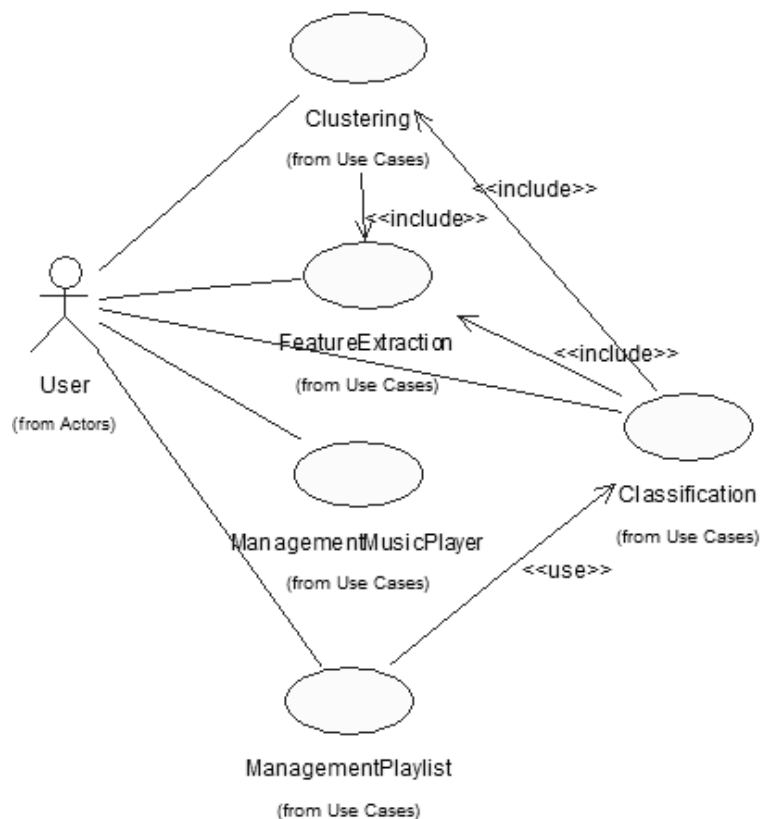 Clustering
(from Use Cases)
<<include>>
<<include>>
FeatureExtraction
(from Use Cases)
<<include>>
User
(from Actors)
Classification
(from Use Cases)
ManagementMusicPlayer
(from Use Cases)
<<use>>
ManagementPlaylist
(from Use Cases)